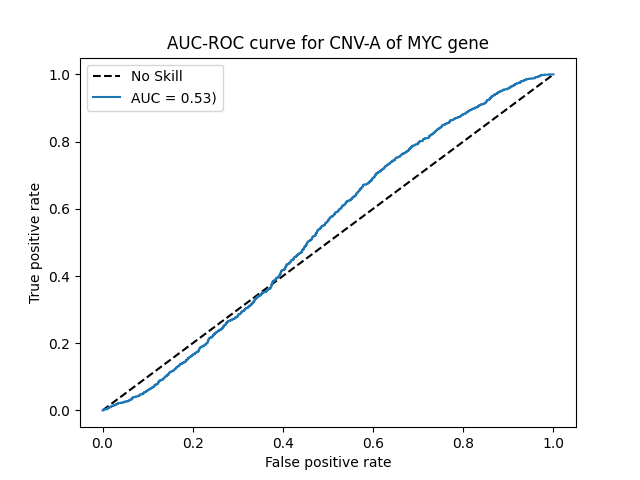 AUC-ROC curve for CNV-A of MYC gene
No Skill
AUC = 0.53)
True positive rate
1.0
0.8
0.6
0.4
0.2
0.0
0.0 0.2 0.4 0.6 0.8 1.0
False positive rate